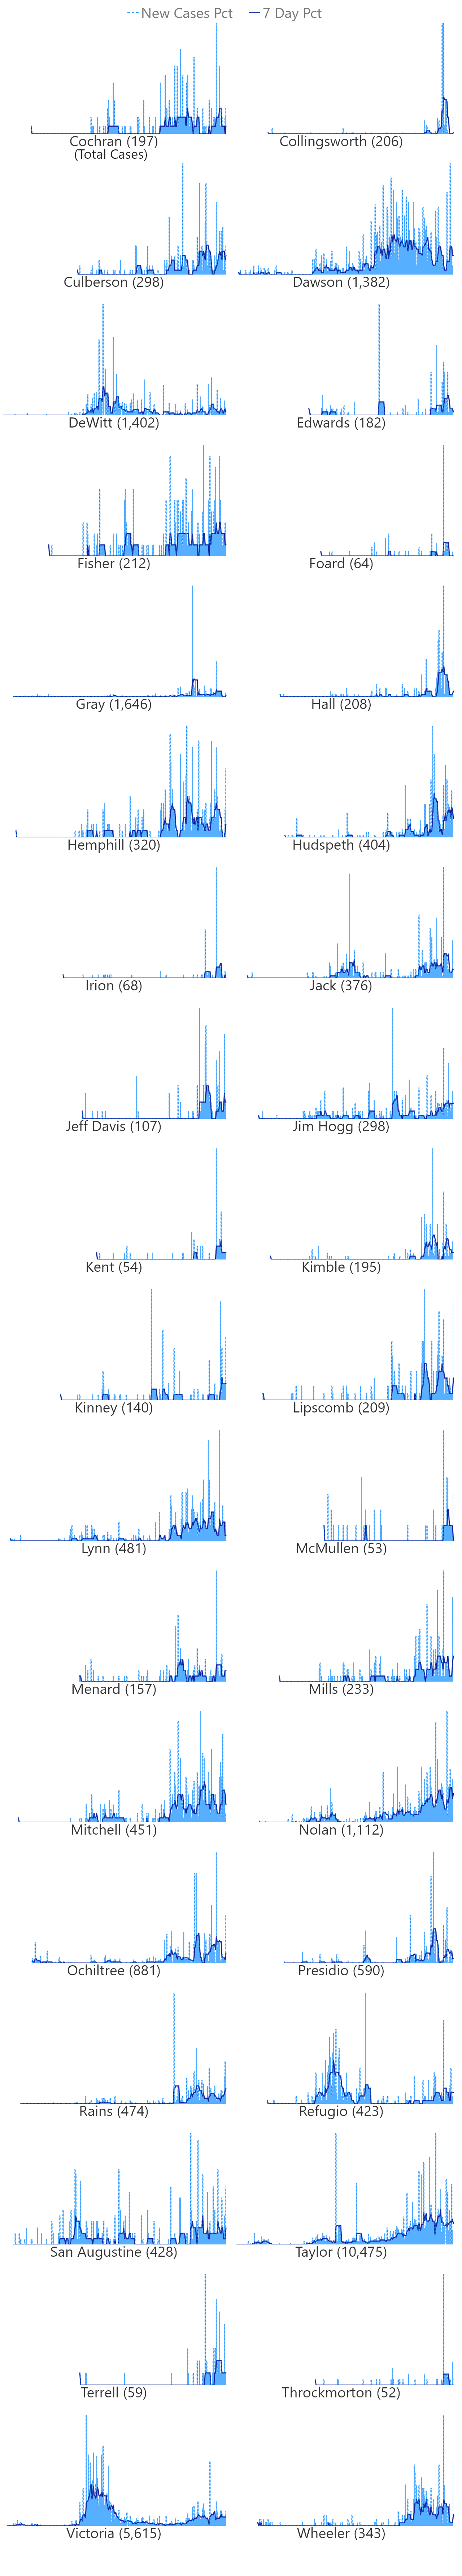 New Cases Pct 7 Day Pct
Cochran (197) Collingsworth (206)
(Total Cases)
Culberson (298) Dawson (1,382)
DeWitt (1,402) Edwards (182)
Fisher (212) Foard (64)
Gray (1,646) Hall (208)
Hemphill (320) Hudspeth (404)
Irion (68) Jack (376)
Jeff Davis (107) Jim Hogg (298)
Kent (54) Kimble (195)
Kinney (140) Lipscomb (209)
Lynn (481) McMullen (53)
Menard (157) Mills (233)
Mitchell (451) Nolan (1,112)
Ochiltree (881) Presidio (590)
Rains (474) Refugio (423)
San Augustine (428) Taylor (10,475)
Terrell (59) Throckmorton (52)
Victoria (5,615) Wheeler (343)